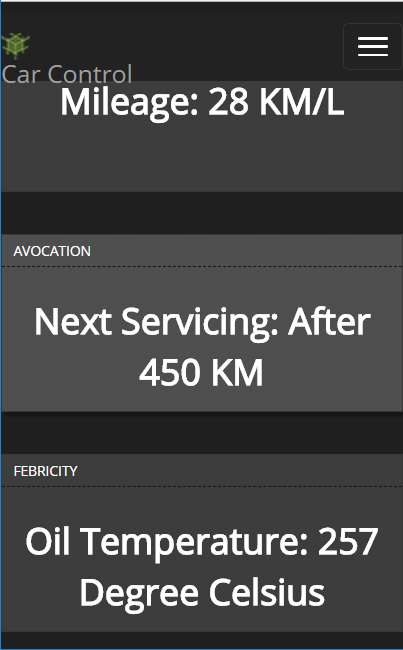 Car Control
Mileage: 28 KM/L
AVOCATION
Next Servicing: After
450 KM
FEBRICITY
Oil Temperature: 257
Degree Celsius